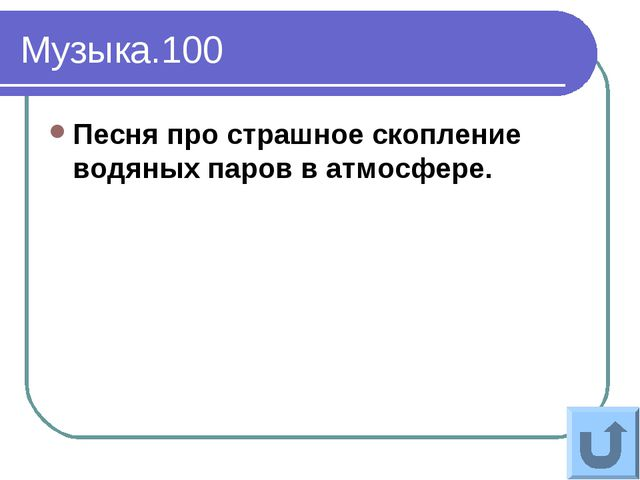 Музыка.100
Песня про страшное скопление
водяных паров в атмосфере.